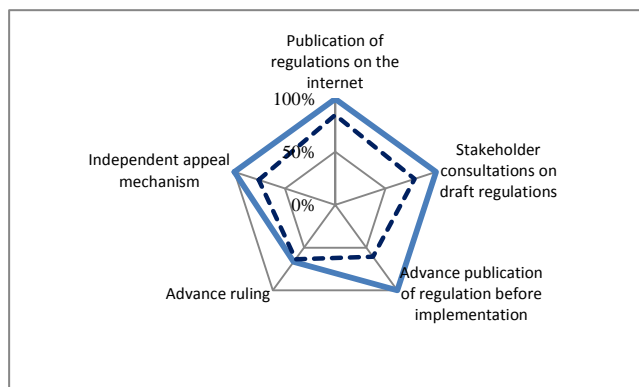 Publication of
regulations on the
internet
100%
50%
0%
Stakeholder
consultations on
draft regulations
Advance publication
of regulation before
implementation
Advance ruling
Independent appeal
mechanism